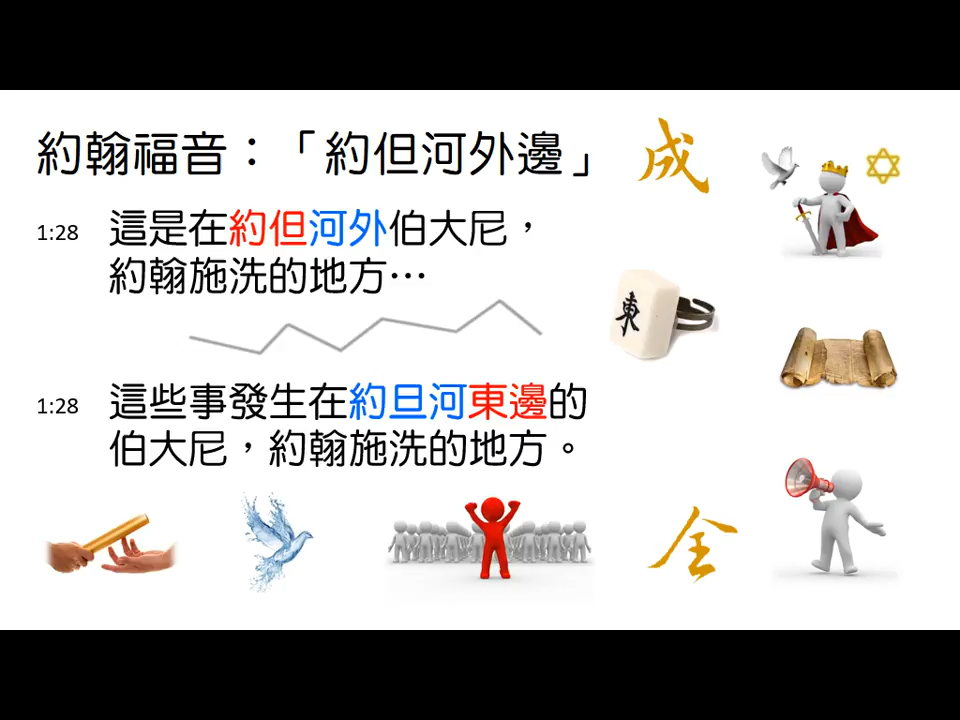 約翰福音：「約但河外邊」
成
1:28 這是在約但河外伯大尼，
約翰施洗的地方…
東
1:28 這些事發生在約旦河東邊的
伯大尼，約翰施洗的地方。
全